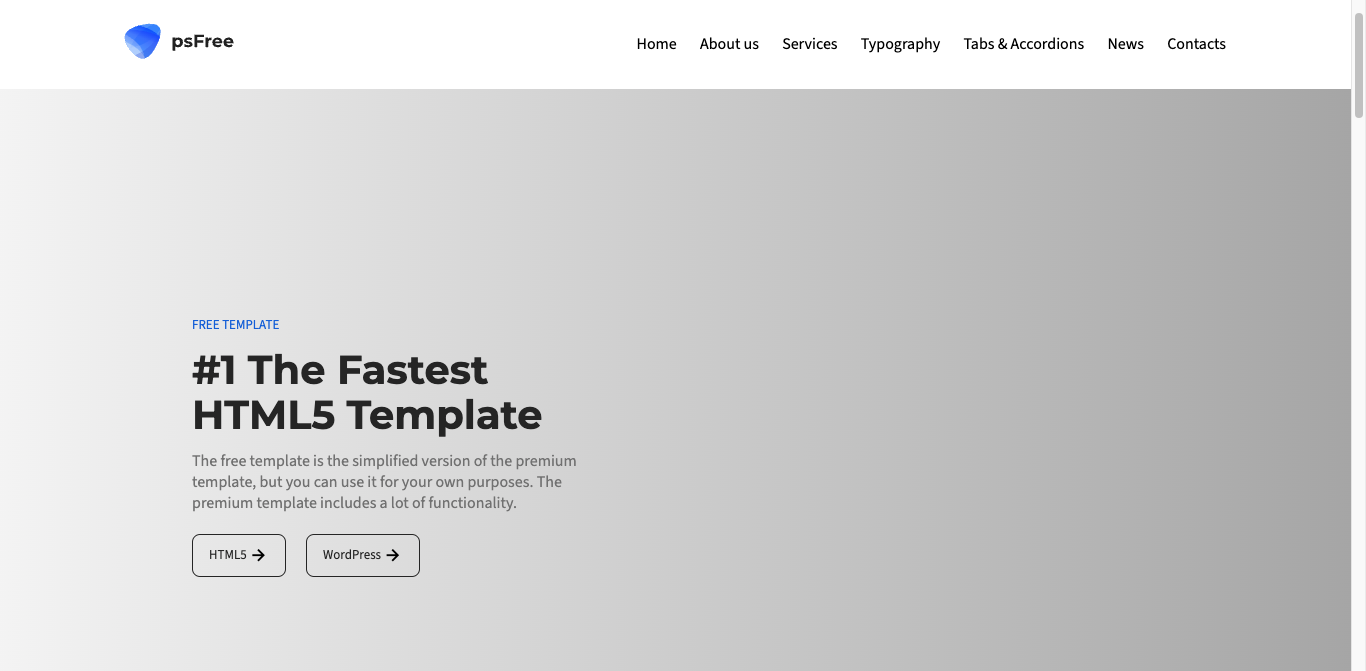 psFree
Home
About us
Services
Typography
Tabs & Accordions
News
Contacts
FREE TEMPLATE
#1 The Fastest
HTML5 Template
The free template is the simplified version of the premium
template, but you can use it for your own purposes. The
premium template includes a lot of functionality.
HTML5
WordPress